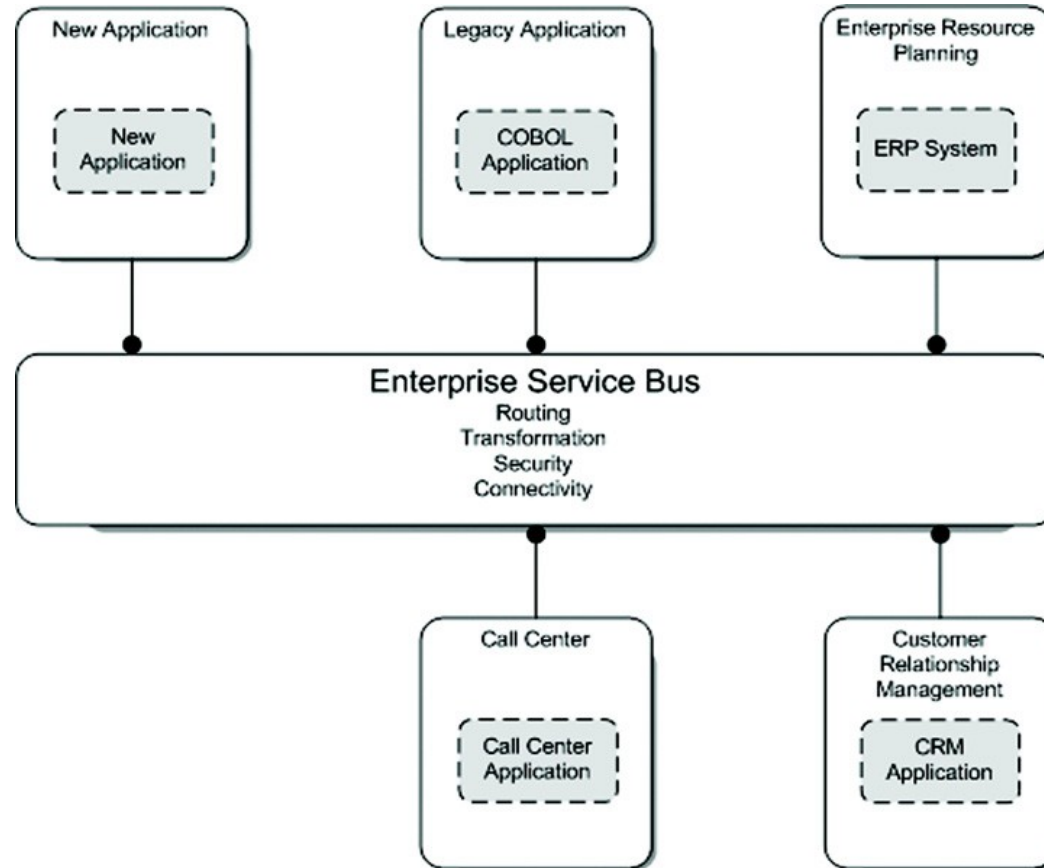 New Application
New
Application
Legacy Application
COBOL
Application
Enterprise Resource
Planning
ERP System
Enterprise Service Bus
Routing
Transformation
Security
Connectivity
Call Center
Call Center
Application
Customer
Relationship
Management
CRM
Application